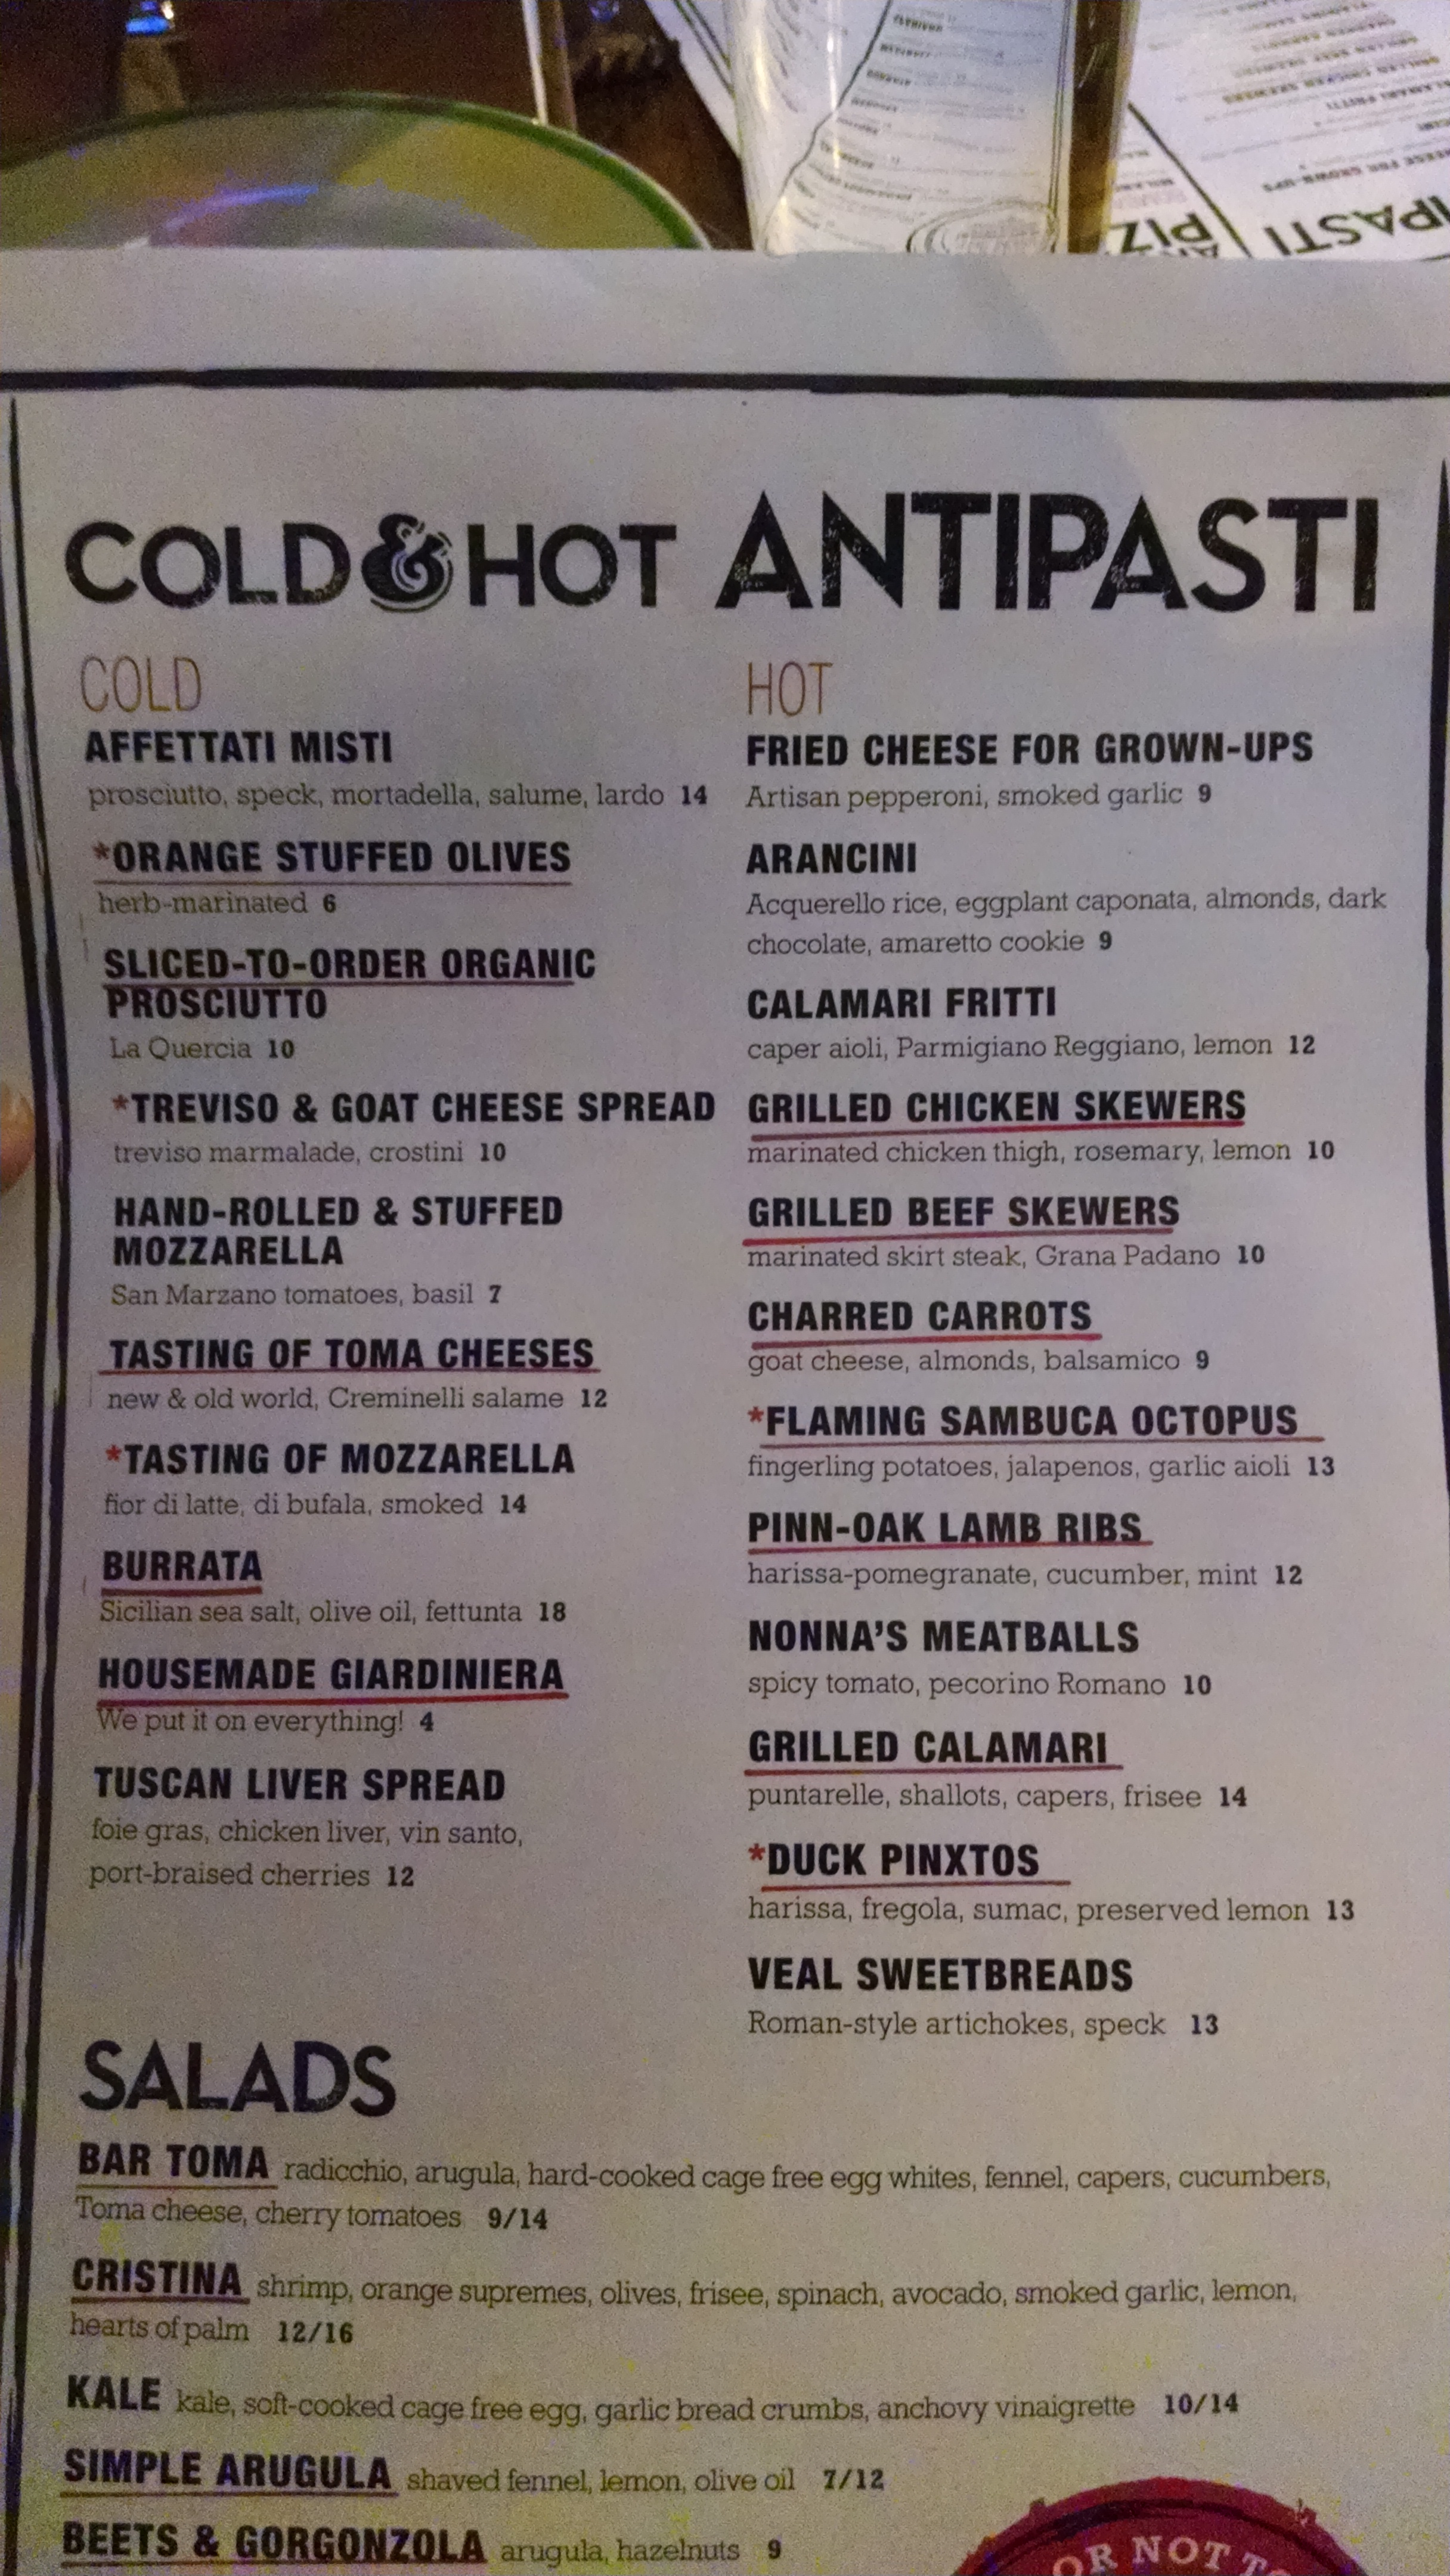 PIZ
IPASTI
COLD & HOT ANTIPASTI
COLD
AFFETTATI MISTI
prosciutto, speck, mortadella, salume, lardo 14
*ORANGE STUFFED OLIVES
herb-marinated 6
SLICED-TO-ORDER ORGANIC
PROSCIUTTO
La Quercia 10
*TREVISO & GOAT CHEESE SPREAD
treviso marmalade, crostini 10
HAND-ROLLED & STUFFED
MOZZARELLA
San Marzano tomatoes, basil 7
TASTING OF TOMA CHEESES
new & old world, Creminelli salame 12
*TASTING OF MOZZARELLA
fior di latte, di bufala, smoked 14
BURRATA
Sicilian sea salt, olive oil, fettunta 18
HOUSEMADE GIARDINIERA
We put it on everything! 4
TUSCAN LIVER SPREAD
foie gras, chicken liver, vin santo,
port-braised cherries 12
HOT
FRIED CHEESE FOR GROWN-UPS
Artisan pepperoni, smoked garlic 9
ARANCINI
Acquerello rice, eggplant caponata, almonds, dark
chocolate, amaretto cookie 9
CALAMARI FRITTI
caper aioli, Parmigiano Reggiano, lemon 12
GRILLED CHICKEN SKEWERS
marinated chicken thigh, rosemary, lemon 10
GRILLED BEEF SKEWERS
marinated skirt steak, Grana Padano 10
CHARRED CARROTS
goat cheese, almonds, balsamico 9
*FLAMING SAMBUCA OCTOPUS
fingerling potatoes, jalapenos, garlic aioli 13
PINN-OAK LAMB RIBS
harissa-pomegranate, cucumber, mint 12
NONNA'S MEATBALLS
spicy tomato, pecorino Romano 10
GRILLED CALAMARI
puntarelle, shallots, capers, frisee 14
*DUCK PINXTOS
harissa, fregola, sumac, preserved lemon 13
VEAL SWEETBREADS
Roman-style artichokes, speck 13
SALADS
BAR TOMA radicchio, arugula, hard-cooked cage free egg whites, fennel, capers, cucumbers,
Toma cheese, cherry tomatoes 9/14
CRISTINA shrimp, orange supremes, olives, frisee, spinach, avocado, smoked garlic, lemon,
hearts of palm 12/16
KALE kale, soft-cooked cage free egg, garlic bread crumbs, anchovy vinaigrette 10/14
SIMPLE ARUGULA shaved fennel, lemon, olive oil 7/12
BEETS & GORGONZOLA arugula, hazelnuts 9
OR NOT T